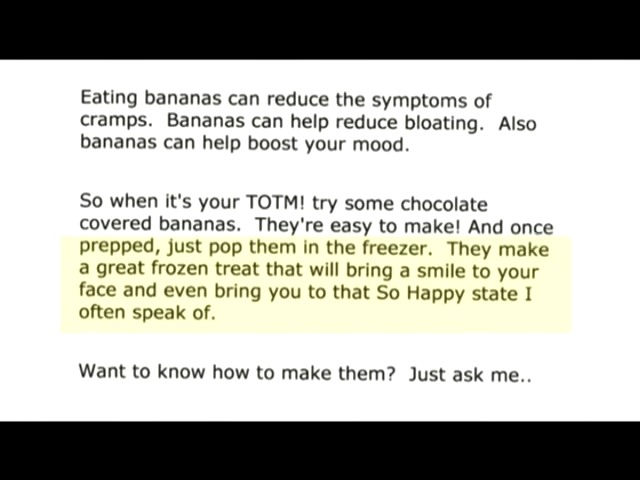 Eating bananas can reduce the symptoms of
cramps.  Bananas can help reduce bloating.  Also
bananas can help boost your mood.
So when it's your TOTM! try some chocolate
covered bananas.  They're easy to make! And once
prepped, just pop them in the freezer.  They make
a great frozen treat that will bring a smile to your
face and even bring you to that So Happy state I
often speak of.
Want to know how to make them?  Just ask me..